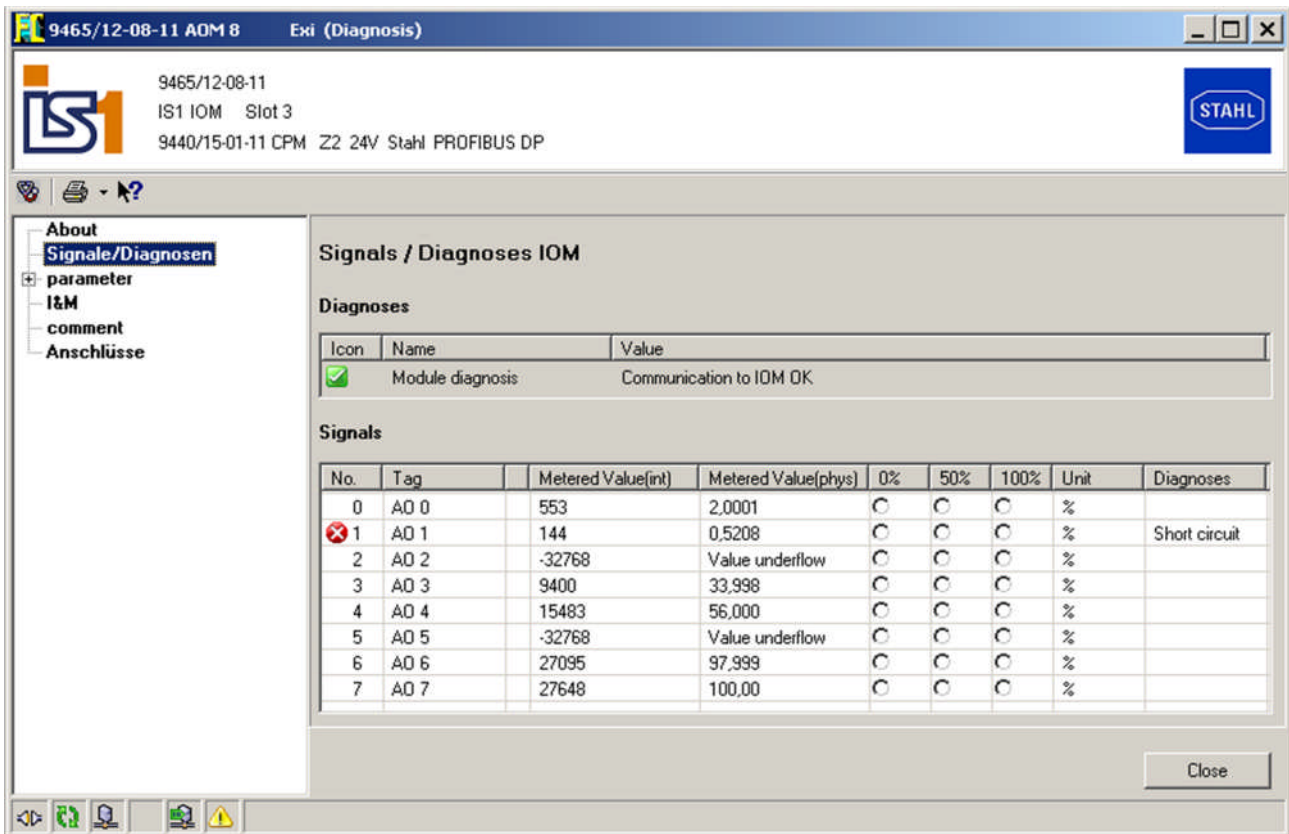 9465/12-08-11 AOM 8 Exi (Diagnosis)
IS1
9465/12-08-11
IS1 IOM Slot 3
9440/15-01-11 CPM Z2 24V Stahl PROFIBUS DP
STAHL
About
Signale/Diagnosen
parameter
I&M
comment
Anschlüsse
Signals / Diagnoses IOM
Diagnoses
Icon Name Value
Module diagnosis Communication to IOM OK
Signals
No. Tag Metered Value(int) Metered Value(phys) 0% 50% 100% Unit Diagnoses
0 AO 0 553 2,0001 %
1 AO 1 144 0,5208 % Short circuit
2 AO 2 -32768 Value underflow %
3 AO 3 9400 33,998 %
4 AO 4 15483 56,000 %
5 AO 5 -32768 Value underflow %
6 AO 6 27095 97,999 %
7 AO 7 27648 100,00 %
Close